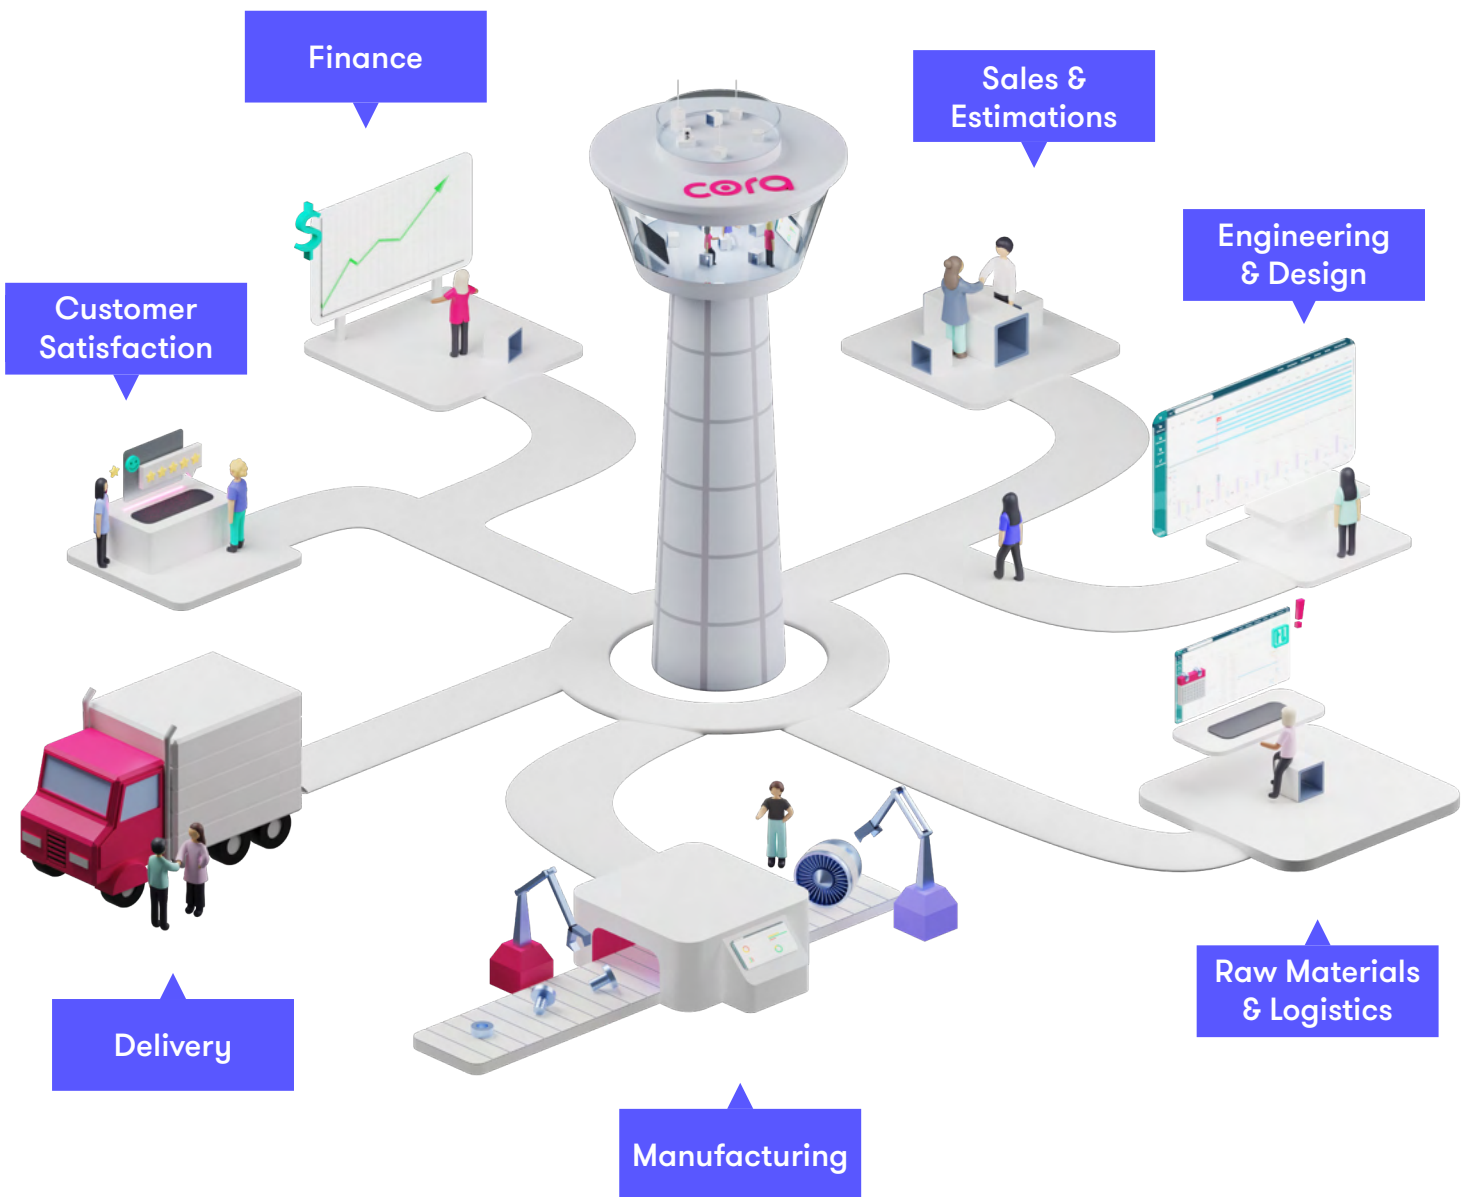 Finance
Sales &
Estimations
cora
Engineering
& Design
Customer
Satisfaction
$
!
Raw Materials
& Logistics
Delivery
Manufacturing